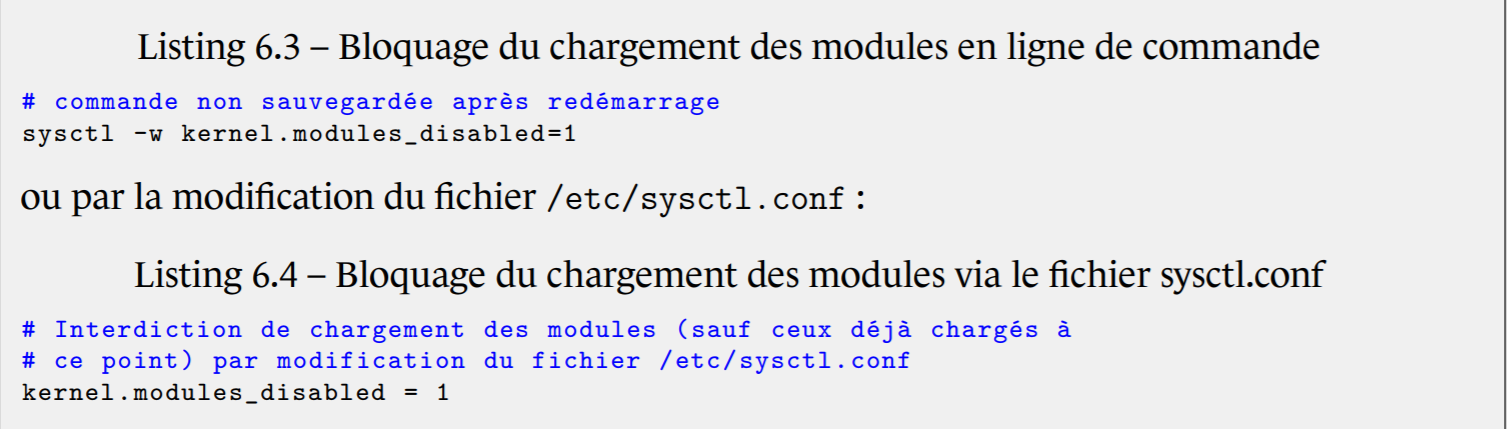 Listing 6.3 – Bloquage du chargement des modules en ligne de commande
# commande non sauvegardée après redémarrage
sysctl -w kernel.modules_disabled=1
ou par la modification du fichier /etc/sysctl.conf :
Listing 6.4 – Bloquage du chargement des modules via le fichier sysctl.conf
# Interdiction de chargement des modules (sauf ceux déjà chargés à
# ce point) par modification du fichier /etc/sysctl.conf
kernel.modules_disabled = 1